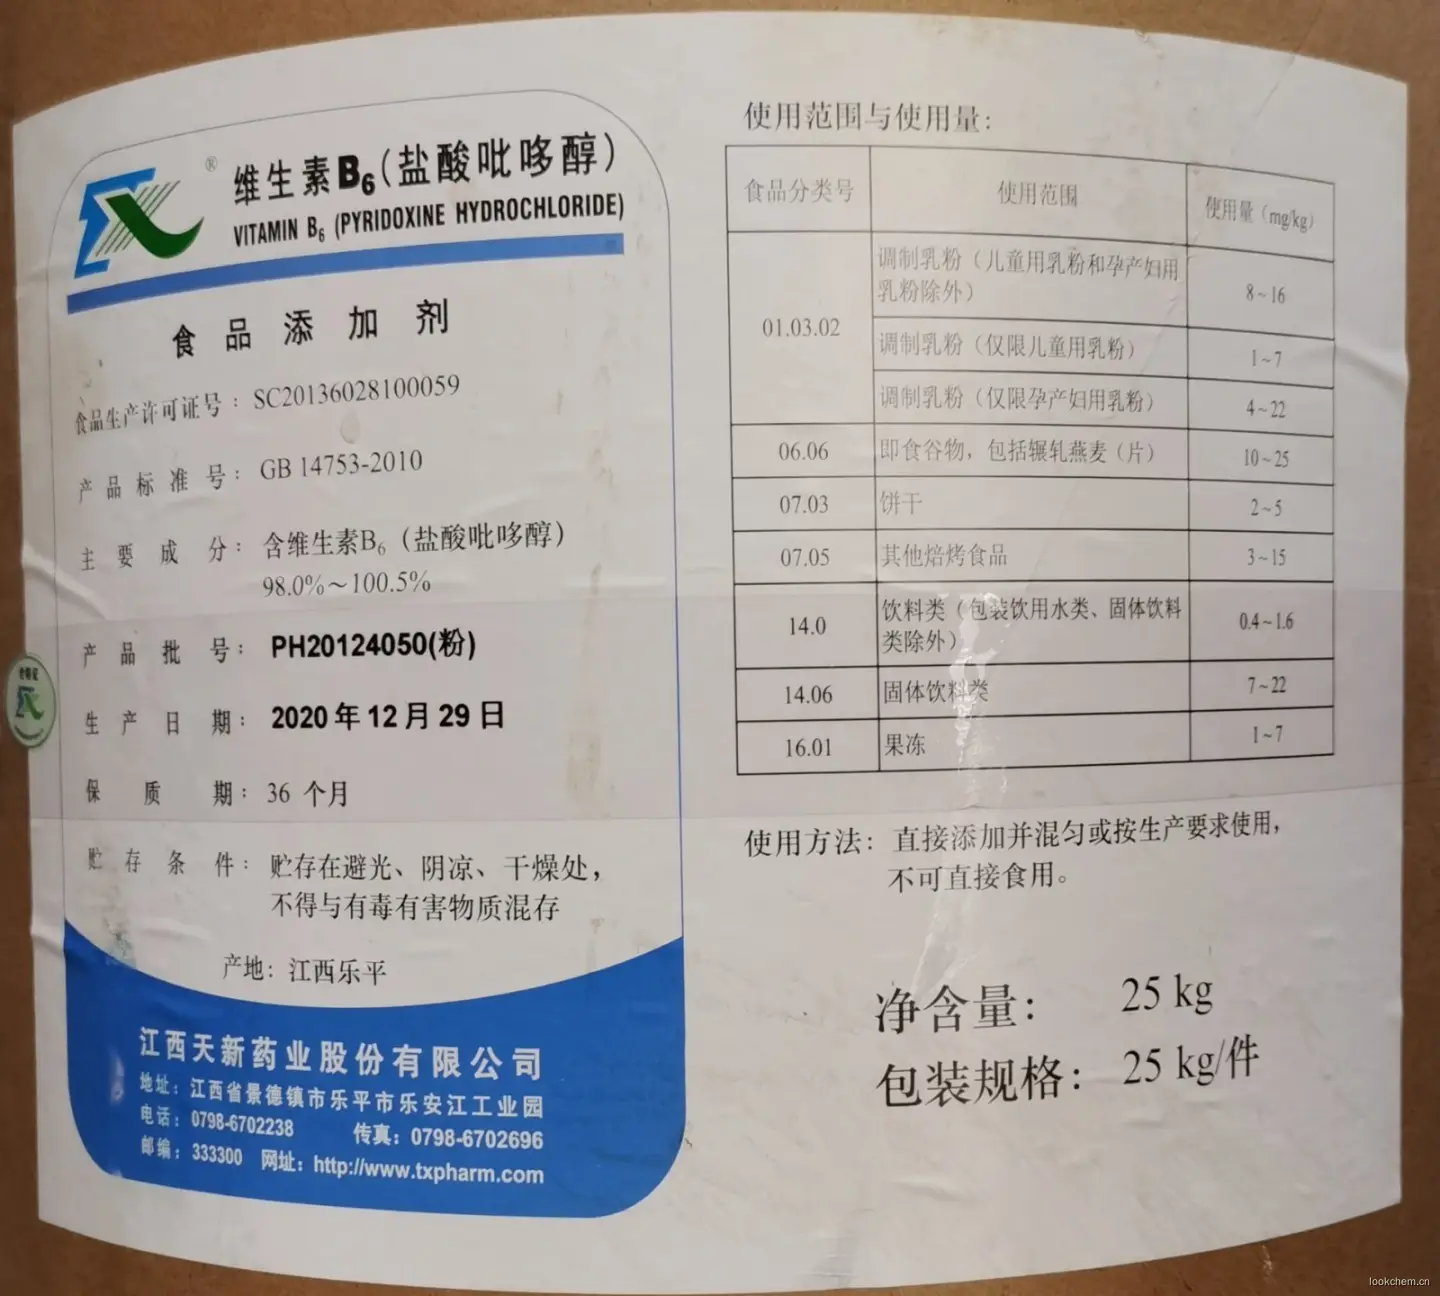 ®
维生素B₆(盐酸吡哆醇)
VITAMIN B₆ (PYRIDOXINE HYDROCHLORIDE)
食品添加剂
食品生产许可证号：SC20136028100059
产品标准号：GB 14753-2010
主要成分：含维生素B₆（盐酸吡哆醇）
98.0%～100.5%
产品批号：PH20124050(粉)
生产日期：2020年12月29日
保质期：36 个月
贮存条件：贮存在避光、阴凉、干燥处，
不得与有毒有害物质混存
产地：江西乐平
江西天新药业股份有限公司
地址：江西省景德镇市乐平市乐安江工业园
电话：0798-6702238 传真：0798-6702696
邮编：333300 网址：http://www.txpharm.com
使用范围与使用量：
食品分类号 使用范围 使用量（mg/kg）
01.03.02 调制乳粉（儿童用乳粉和孕产妇用
乳粉除外） 8~16
调制乳粉（仅限儿童用乳粉） 1~7
调制乳粉（仅限孕产妇用乳粉） 4~22
06.06 即食谷物，包括辗轧燕麦（片） 10~25
07.03 饼干 2~5
07.05 其他焙烤食品 3~15
14.0 饮料类（包装饮用水类、固体饮料
类除外） 0.4~1.6
14.06 固体饮料类 7~22
16.01 果冻 1~7
使用方法：直接添加并混匀或按生产要求使用，
不可直接食用。
净含量： 25 kg
包装规格： 25 kg/件
lookchem.cn